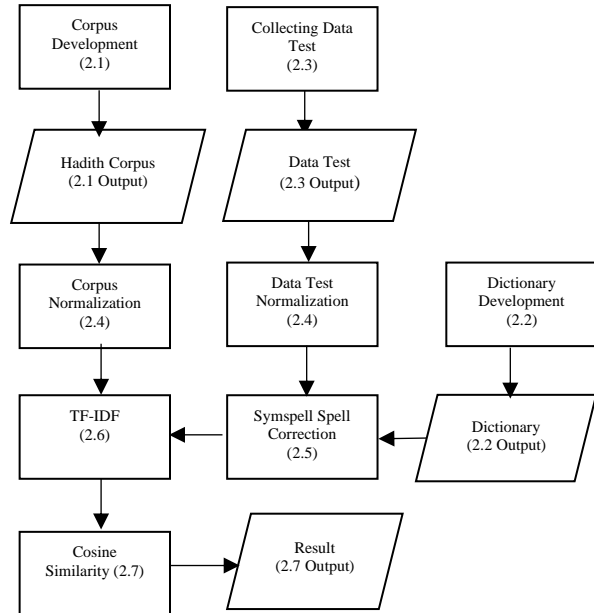 Corpus
Development
(2.1)
Collecting Data
Test
(2.3)
Hadith Corpus
(2.1 Output)
Data Test
(2.3 Output)
Corpus
Normalization
(2.4)
Data Test
Normalization
(2.4)
Dictionary
Development
(2.2)
TF-IDF
(2.6)
Symspell Spell
Correction
(2.5)
Dictionary
(2.2 Output)
Cosine
Similarity (2.7)
Result
(2.7 Output)